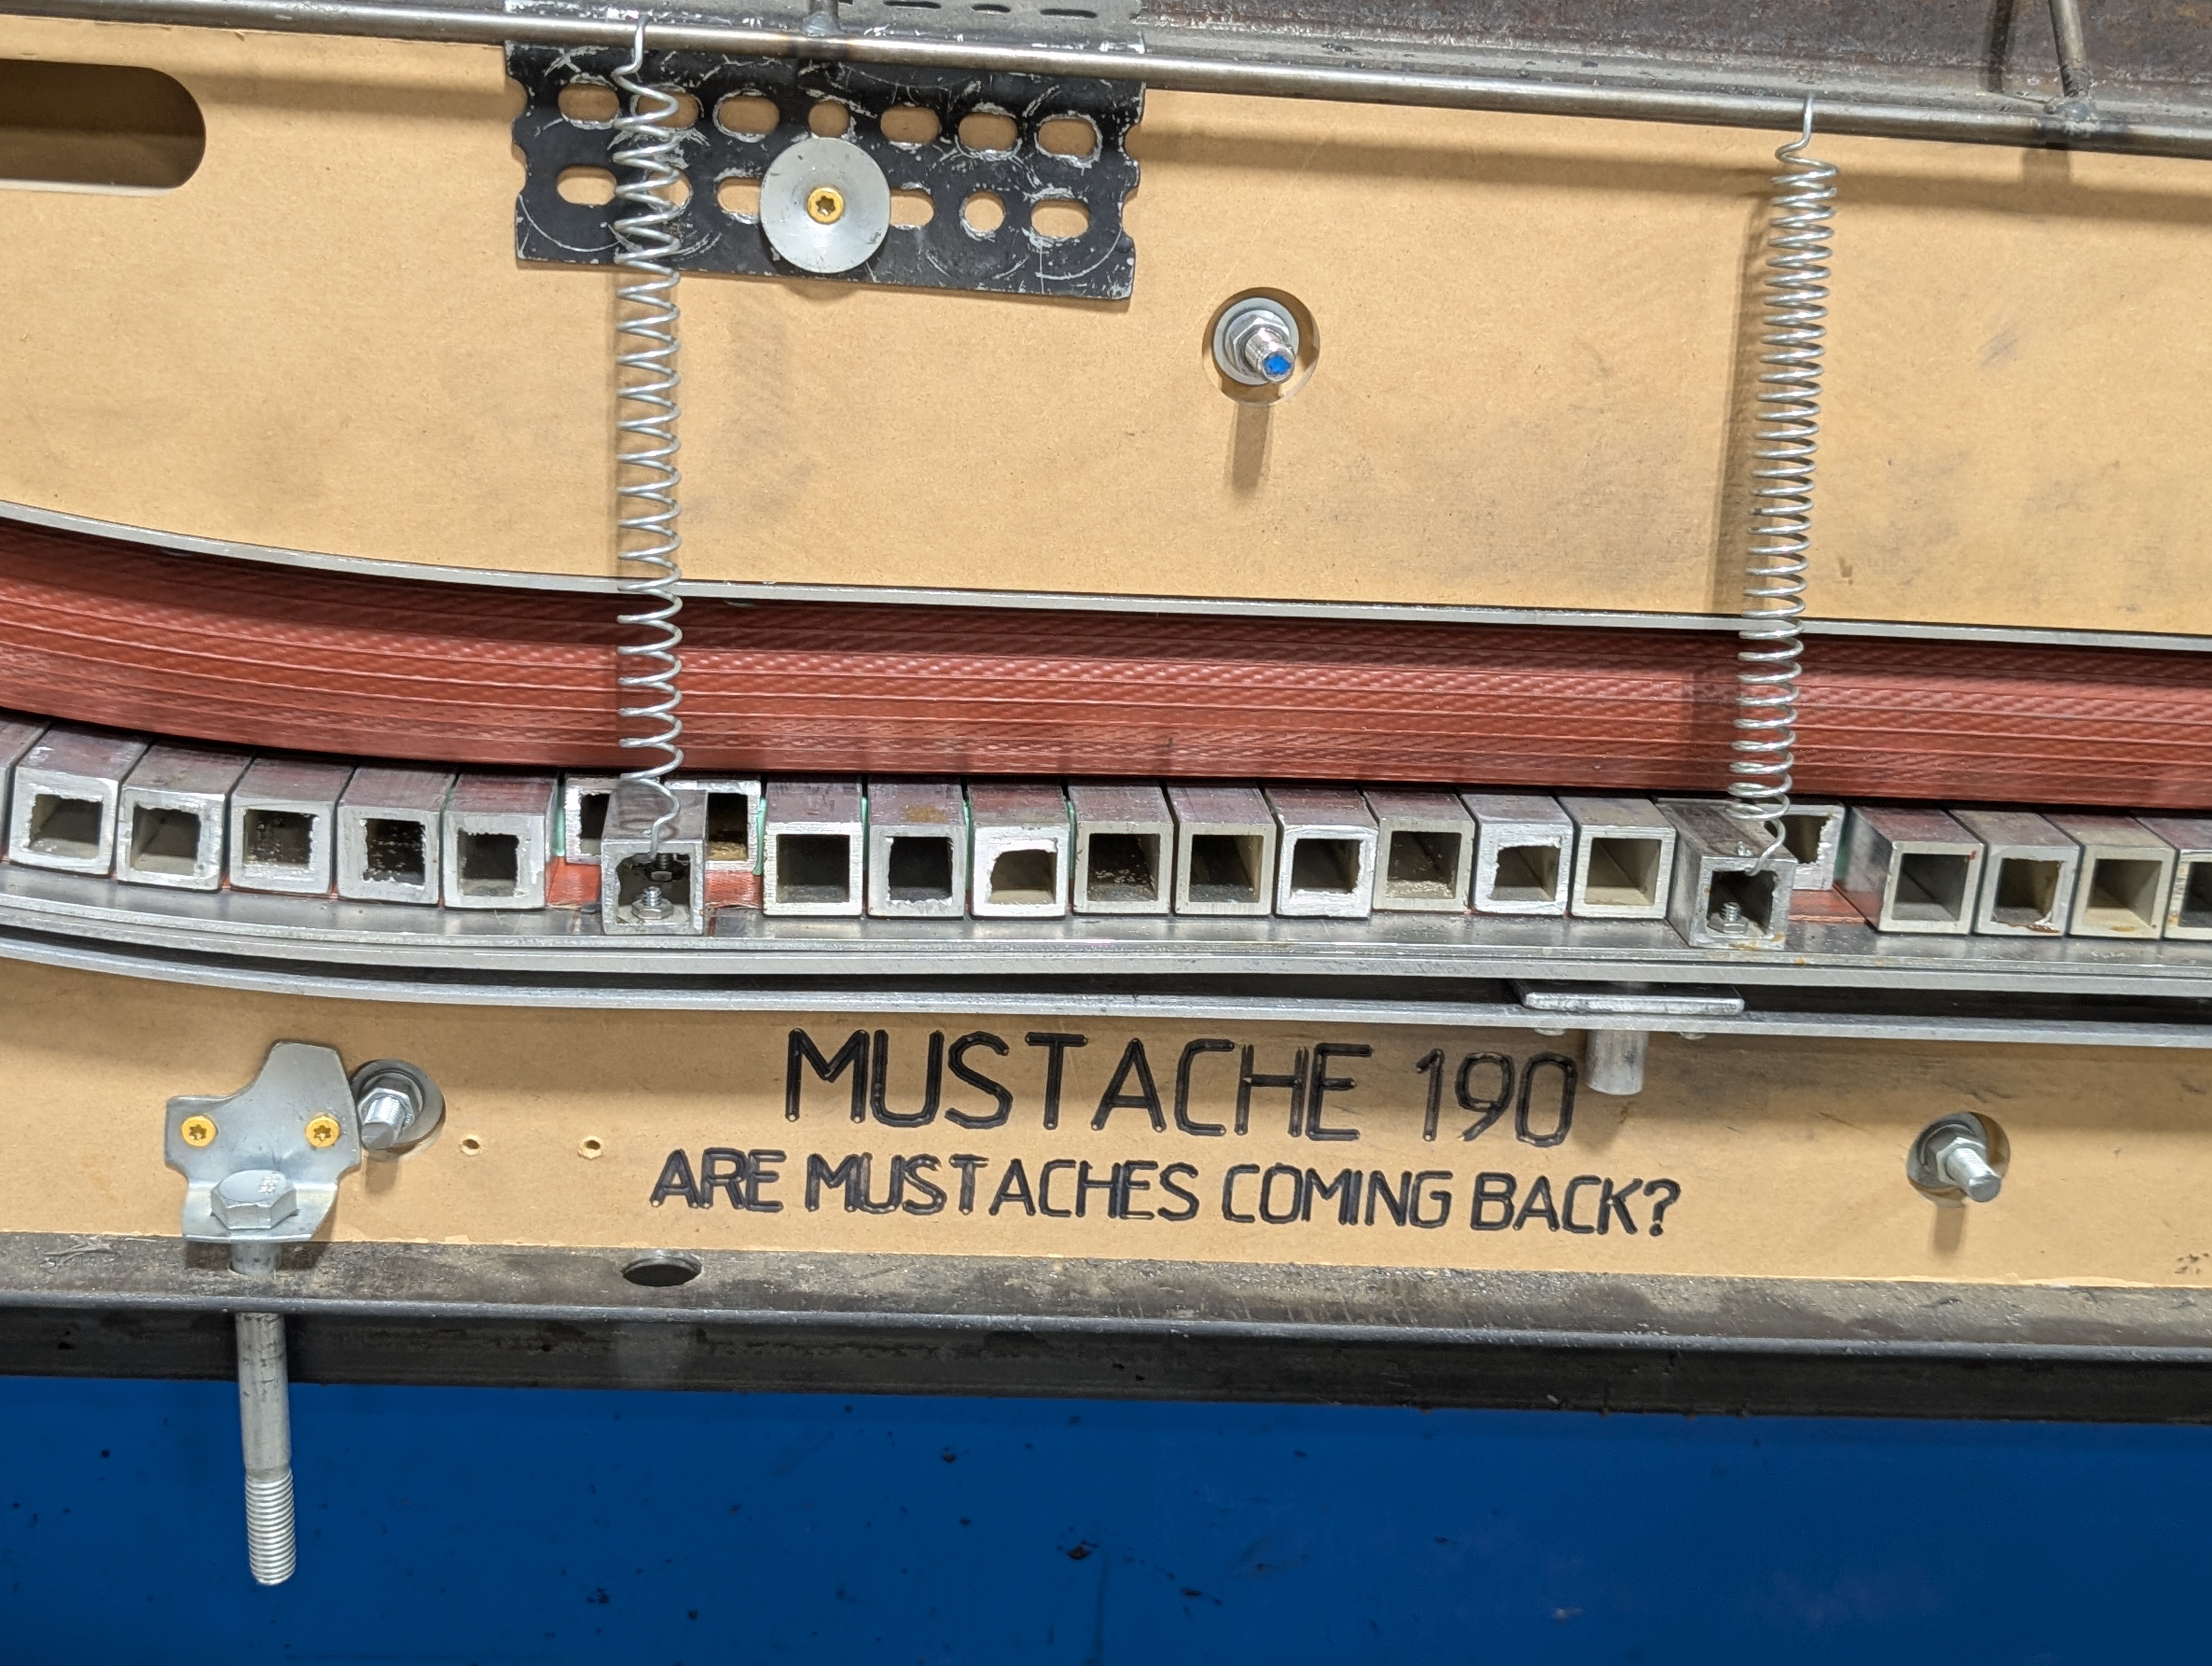 MUSTACHE 190
ARE MUSTACHES COMING BACK?